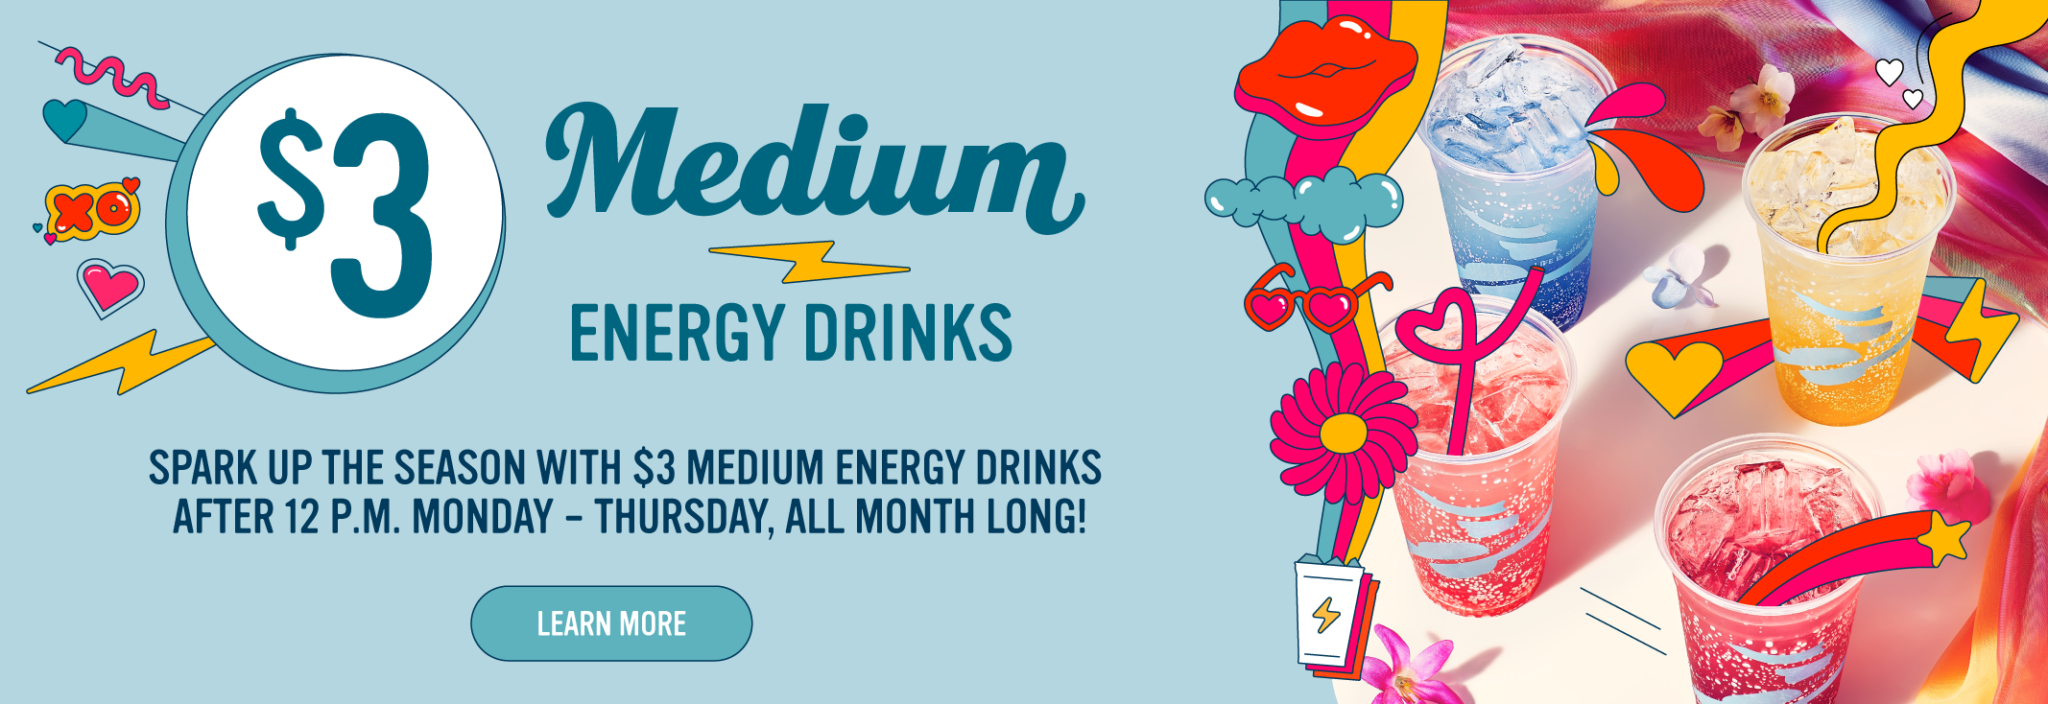 $3
Medium
ENERGY DRINKS
SPARK UP THE SEASON WITH $3 MEDIUM ENERGY DRINKS
AFTER 12 P.M. MONDAY – THURSDAY, ALL MONTH LONG!
LEARN MORE
XO